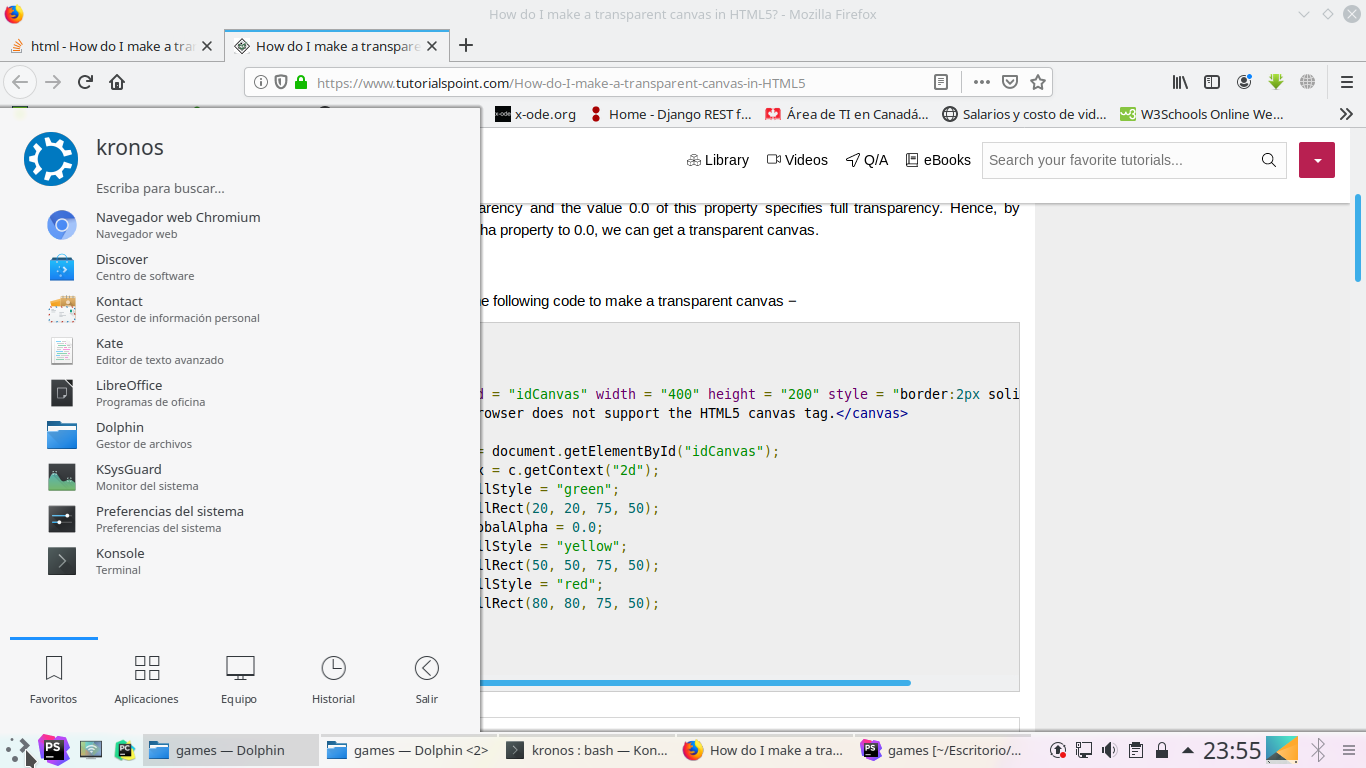 How do I make a transparent canvas in HTML5? - Mozilla Firefox
html - How do I make a tra
How do I make a transpare
https://www.tutorialspoint.com/How-do-I-make-a-transparent-canvas-in-HTML5
x-ode.org
Home - Django REST f...
Área de TI en Canadá...
Salarios y costo de vid...
W3Schools Online We...
kronos
Escriba para buscar...
Navegador web Chromium
Navegador web
Discover
Centro de software
Kontact
Gestor de información personal
Kate
Editor de texto avanzado
LibreOffice
Programas de oficina
Dolphin
Gestor de archivos
KSysGuard
Monitor del sistema
Preferencias del sistema
Preferencias del sistema
Konsole
Terminal
Favoritos
Aplicaciones
Equipo
Historial
Salir
Library
Videos
Q/A
eBooks
Search your favorite tutorials...
arency and the value 0.0 of this property specifies full transparency. Hence, by
ha property to 0.0, we can get a transparent canvas.
e following code to make a transparent canvas −
d = "idCanvas" width = "400" height = "200" style = "border:2px soli
rowser does not support the HTML5 canvas tag.</canvas>
= document.getElementById("idCanvas");
x = c.getContext("2d");
llStyle = "green";
llRect(20, 20, 75, 50);
obalAlpha = 0.0;
llStyle = "yellow";
llRect(50, 50, 75, 50);
llStyle = "red";
llRect(80, 80, 75, 50);
PS
PC
games — Dolphin
games — Dolphin <2>
kronos : bash — Kon...
How do I make a tra...
PS
games [~/Escritorio/...
23:55